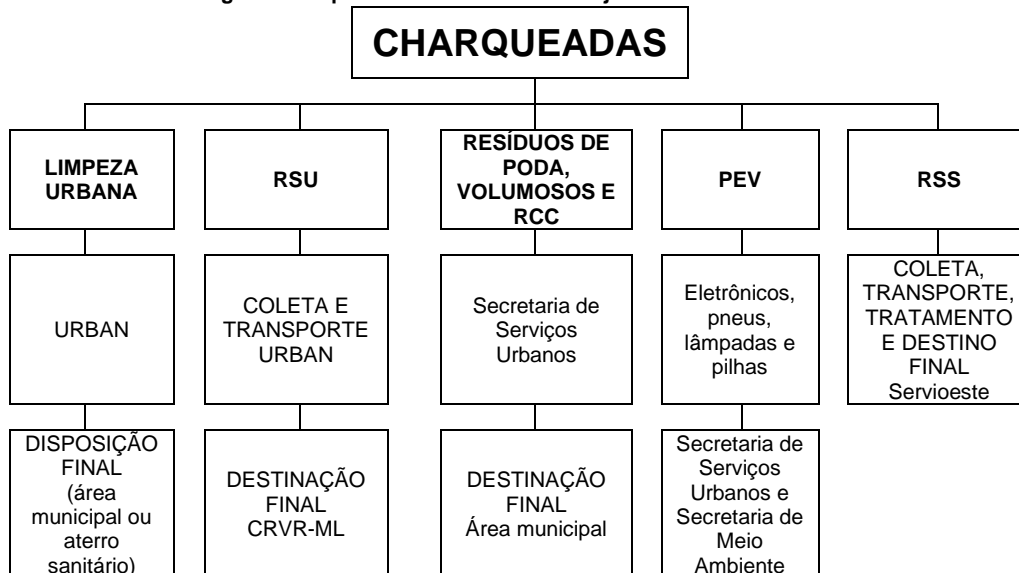 CHARQUEADAS
LIMPEZA
URBANA
RSU
RESÍDUOS DE
PODA,
VOLUMOSOS E
RCC
PEV
RSS
URBAN
COLETA E
TRANSPORTE
URBAN
Secretaria de
Serviços
Urbanos
Eletrônicos,
pneus,
lâmpadas e
pilhas
COLETA,
TRANSPORTE,
TRATAMENTO
E DESTINO
FINAL
Servioeste
DISPOSIÇÃO
FINAL
(área
municipal ou
aterro
sanitário)
DESTINAÇÃO
FINAL
CRVR-ML
DESTINAÇÃO
FINAL
Área municipal
Secretaria de
Serviços
Urbanos e
Secretaria de
Meio
Ambiente